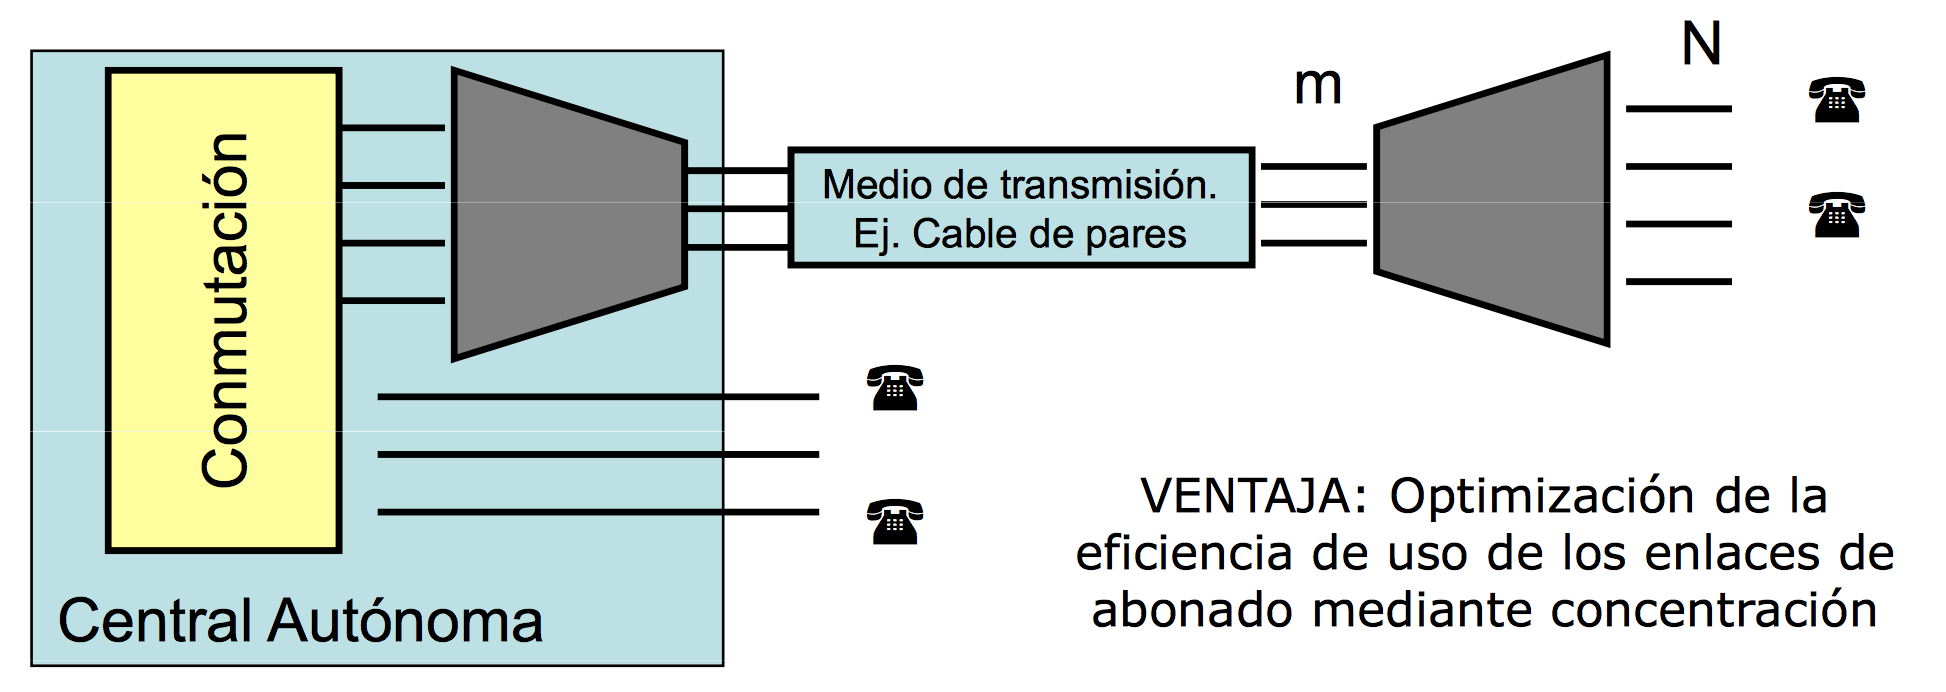 N
m
Conmutación
Medio de transmisión.
Ej. Cable de pares
VENTAJA: Optimización de la
eficiencia de uso de los enlaces de
abonado mediante concentración
Central Autónoma